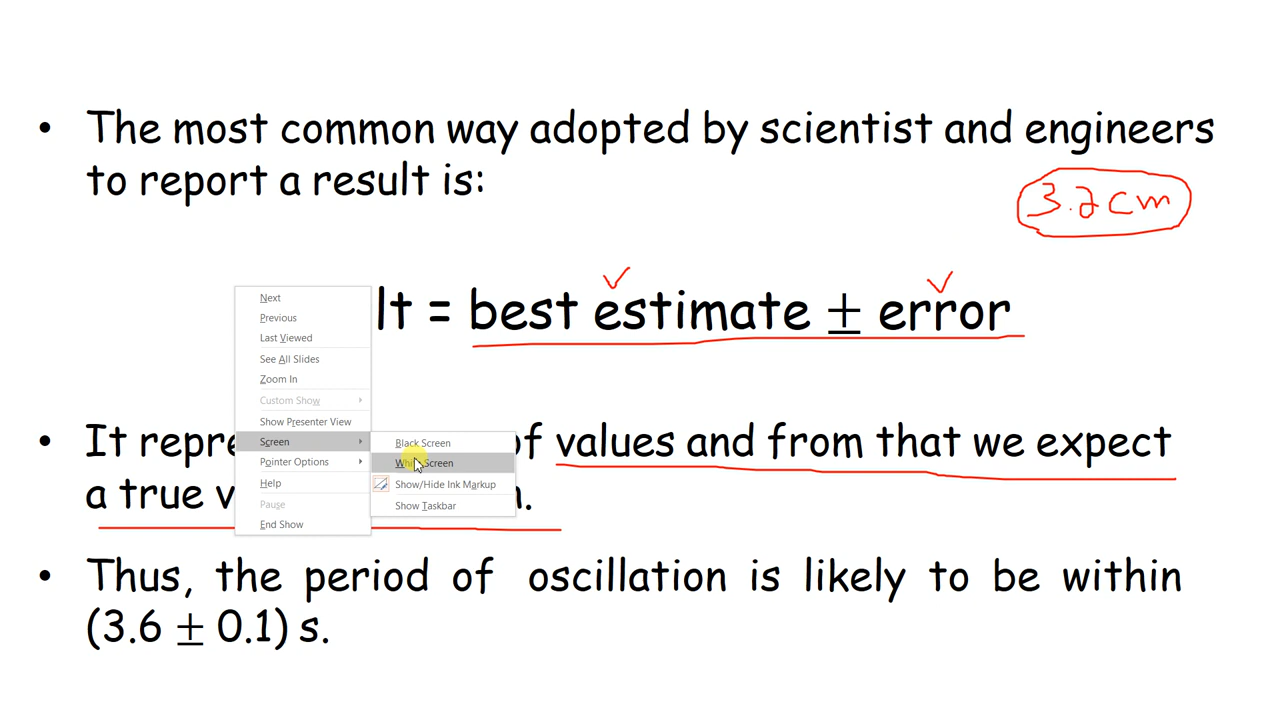 • The most common way adopted by scientist and engineers
to report a result is:
3.2 cm
lt = best estimate ± error
• It repre of values and from that we expect
a true v n.
• Thus, the period of oscillation is likely to be within
(3.6 ± 0.1) s.
Next
Previous
Last Viewed
See All Slides
Zoom In
Custom Show
Show Presenter View
Screen
Pointer Options
Help
Pause
End Show
Black Screen
White Screen
Show/Hide Ink Markup
Show Taskbar